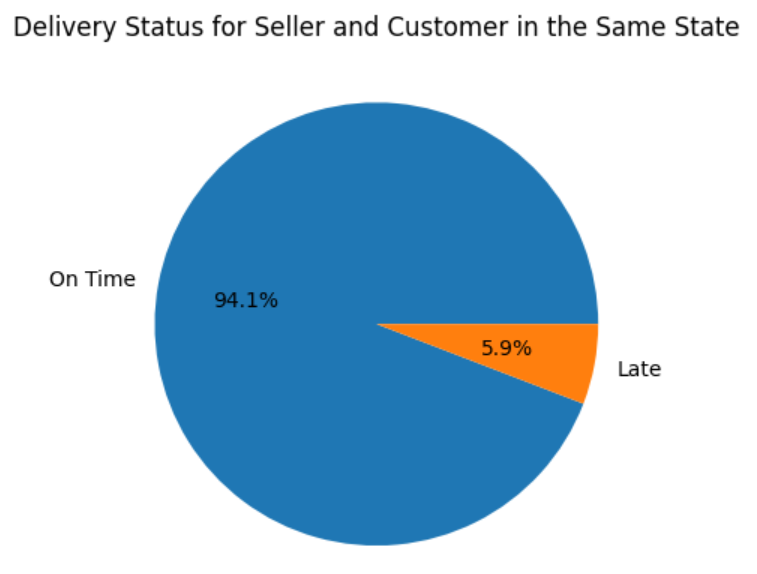 Delivery Status for Seller and Customer in the Same State
On Time
94.1%
5.9%
Late